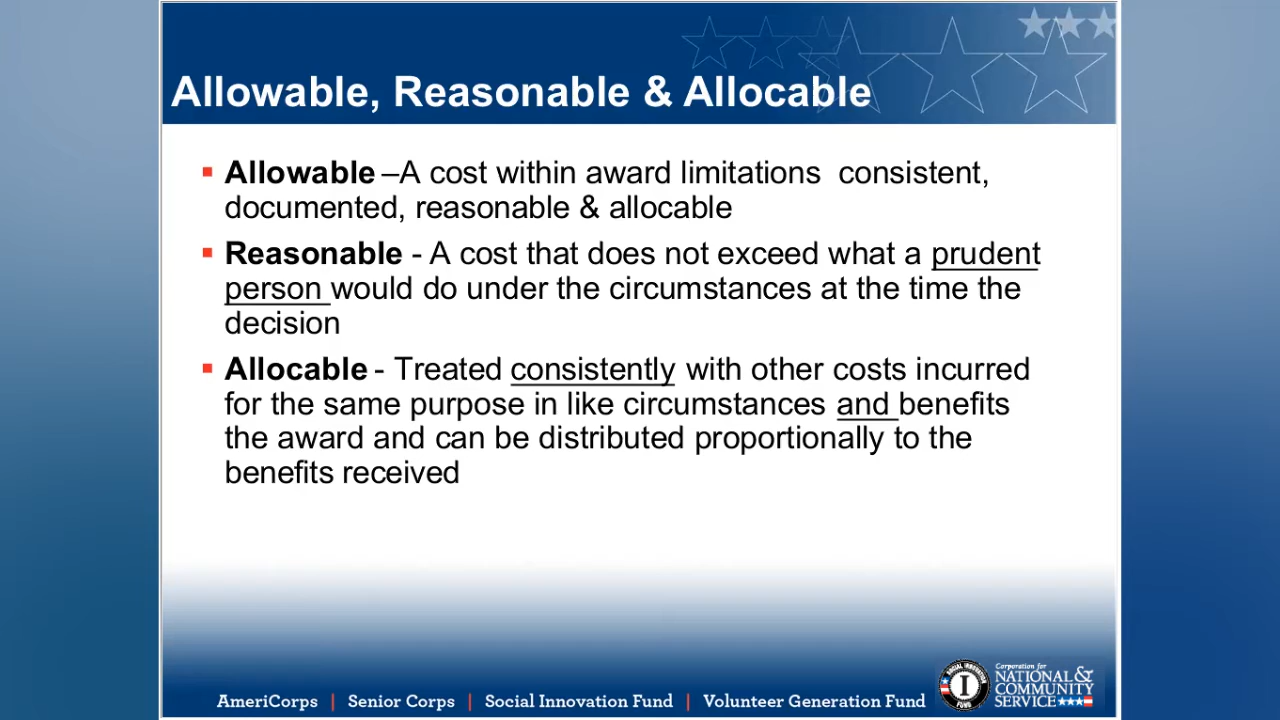 Allowable, Reasonable & Allocable
Allowable –A cost within award limitations  consistent,
documented, reasonable & allocable
Reasonable - A cost that does not exceed what a prudent
person would do under the circumstances at the time the
decision
Allocable - Treated consistently with other costs incurred
for the same purpose in like circumstances and benefits
the award and can be distributed proportionally to the
benefits received
AmeriCorps | Senior Corps | Social Innovation Fund | Volunteer Generation Fund
SOCIAL INNOVATION
I
FUND
Corporation for
NATIONAL &
COMMUNITY
SERVICE